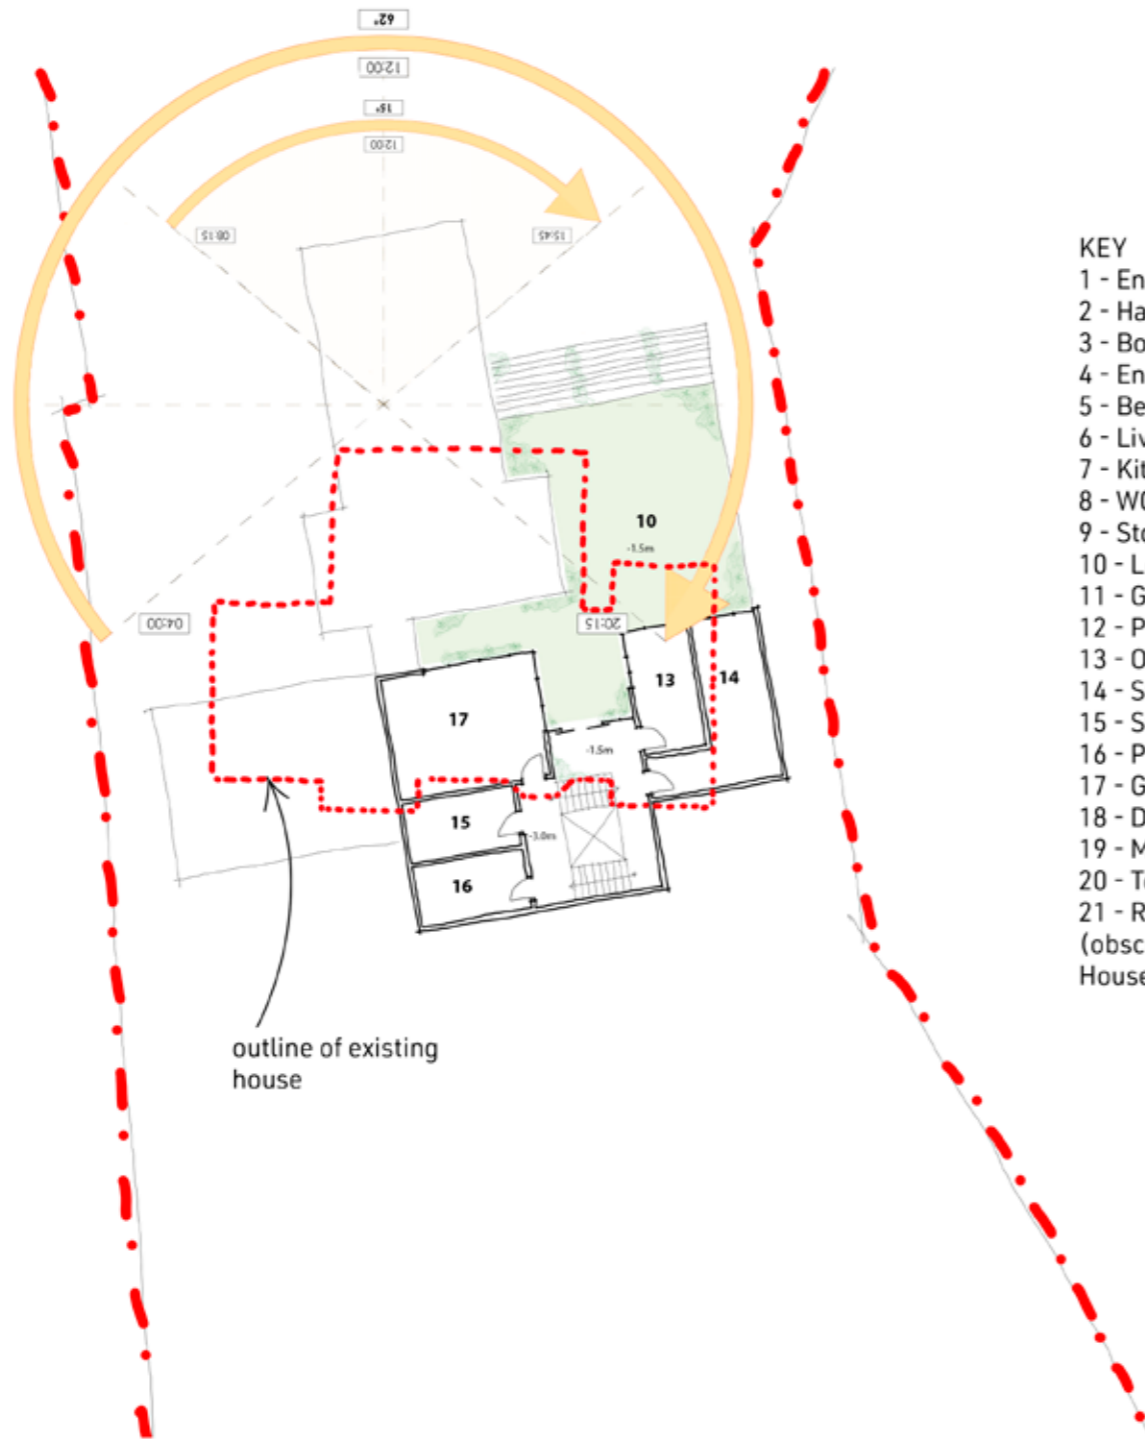 62°
12:00
15°
12:00
08:15
15:45
10
-1.5m
04:00
20:15
13
14
17
-1.5m
15
-3.0m
16
outline of existing
house
KEY
1 - En
2 - Ha
3 - Bo
4 - En
5 - Be
6 - Liv
7 - Kit
8 - WC
9 - Sto
10 - L
11 - G
12 - P
13 - O
14 - S
15 - S
16 - P
17 - G
18 - D
19 - M
20 - Te
21 - R
(obsc
House